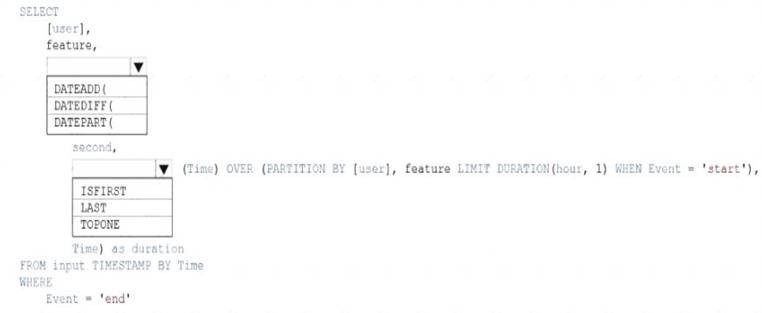 SELECT
[user],
feature,
DATEADD(
DATEDIFF(
DATEPART(
second,
(Time) OVER (PARTITION BY [user], feature LIMIT DURATION(hour, 1) WHEN Event = 'start'),
ISFIRST
LAST
TOPONE
Time) as duration
FROM input TIMESTAMP BY Time
WHERE
Event = 'end'